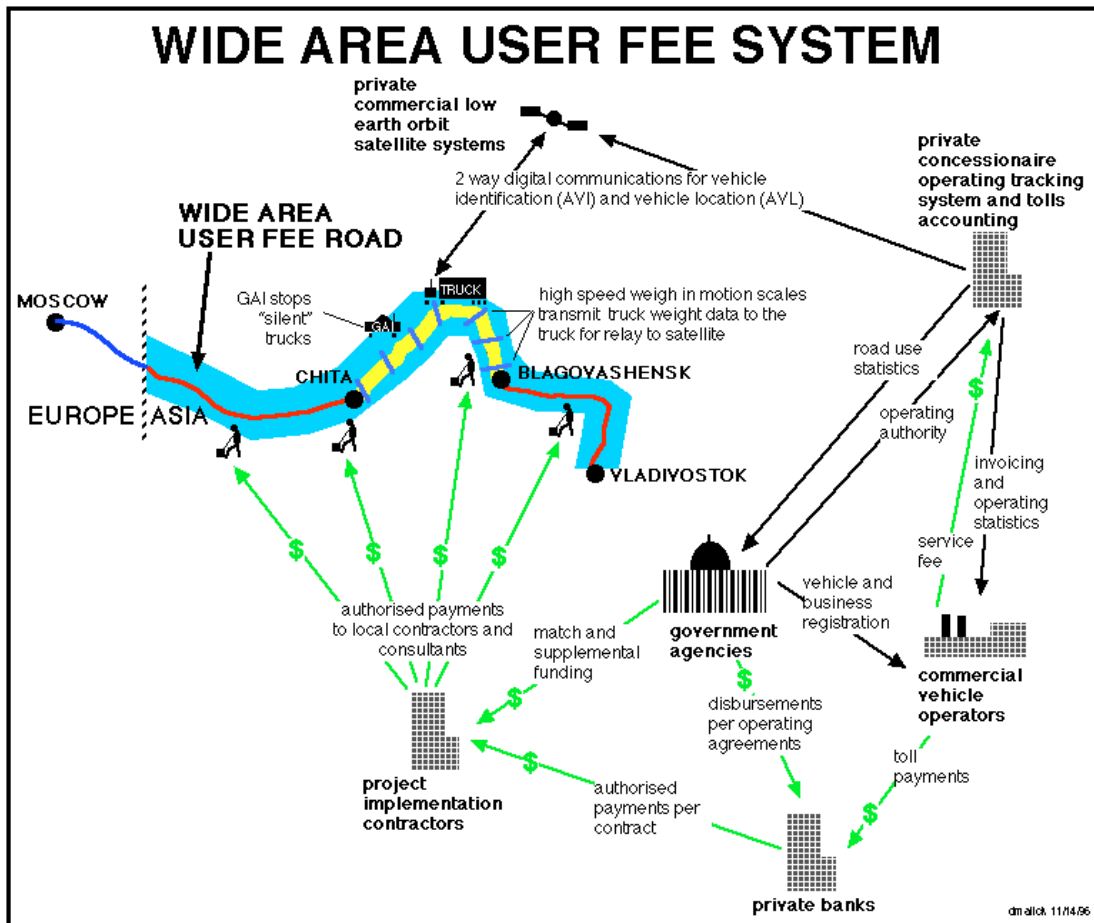 WIDE AREA USER FEE SYSTEM
private
commercial low
earth orbit
satellite systems
private
concessionaire
operating tracking
system and tolls
accounting
2 way digital communications for vehicle
identification (AVI) and vehicle location (AVL)
WIDE AREA
USER FEE ROAD
MOSCOW
GAI stops
"silent"
trucks
GAI
TRUCK
high speed weigh in motion scales
transmit truck weight data to the
truck for relay to satellite
CHITA
BLAGOVASHENSK
EUROPE
ASIA
VLADIVOSTOK
road use
statistics
$
operating
authority
invoicing
and
operating
statistics
service
fee
$
$
$
$
authorised payments
to local contractors and
consultants
match and
supplemental
funding
government
agencies
vehicle and
business
registration
commercial
vehicle
operators
$
$
disbursements
per operating
agreements
$
toll
payments
project
implementation
contractors
$
authorised
payments per
contract
$
private banks
dmalick 11/14/96